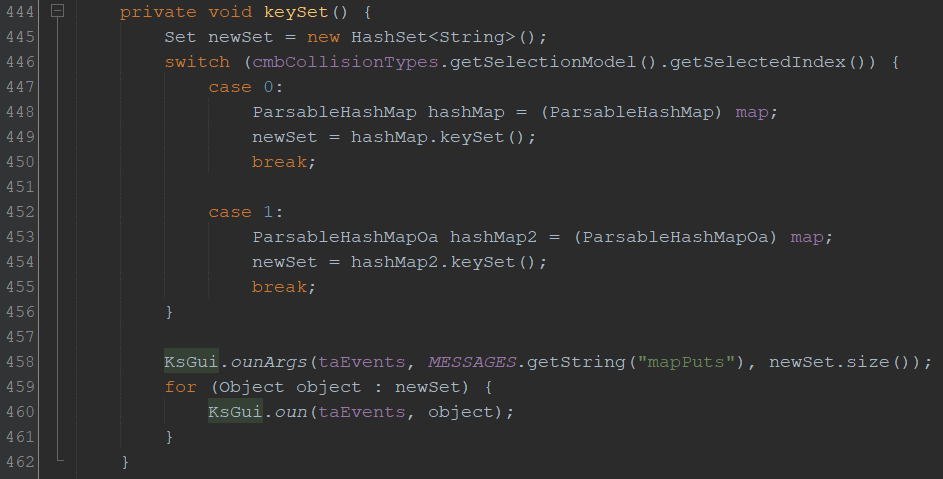 444 private void keySet() {
445 Set newSet = new HashSet<String>();
446 switch (cmbCollisionTypes.getSelectionModel().getSelectedIndex()) {
447 case 0:
448 ParsableHashMap hashMap = (ParsableHashMap) map;
449 newSet = hashMap.keySet();
450 break;
451
452 case 1:
453 ParsableHashMapOa hashMap2 = (ParsableHashMapOa) map;
454 newSet = hashMap2.keySet();
455 break;
456 }
457
458 KsGui.ounArgs(taEvents, MESSAGES.getString("mapPuts"), newSet.size());
459 for (Object object : newSet) {
460 KsGui.oun(taEvents, object);
461 }
462 }